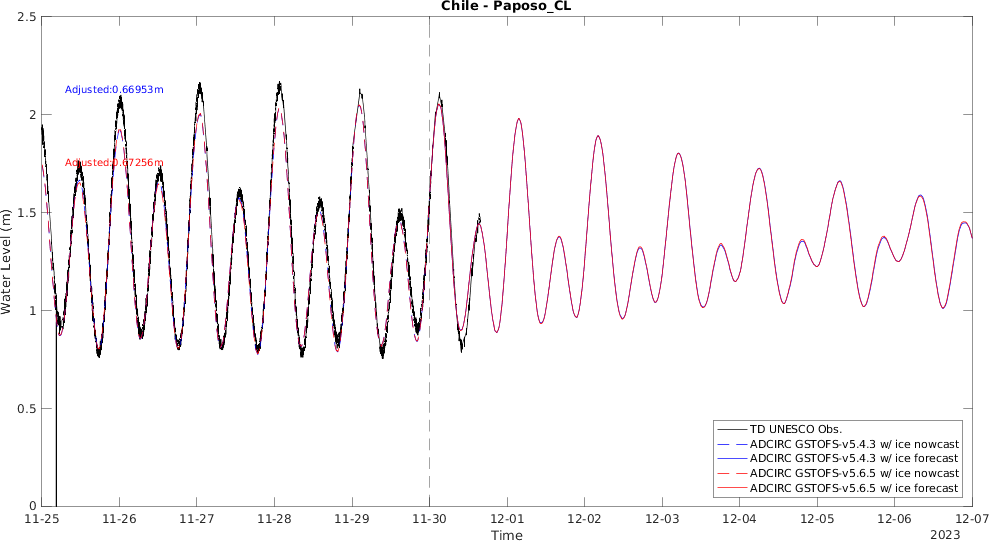 Chile - Paposo_CL
2.5
Adjusted:0.66953m
2
Adjusted:0.67256m
1.5
Water Level (m)
1
0.5
TD UNESCO Obs.
ADCIRC GSTOFS-v5.4.3 w/ ice nowcast
ADCIRC GSTOFS-v5.4.3 w/ ice forecast
ADCIRC GSTOFS-v5.6.5 w/ ice nowcast
ADCIRC GSTOFS-v5.6.5 w/ ice forecast
0
11-25 11-26 11-27 11-28 11-29 11-30 12-01 12-02 12-03 12-04 12-05 12-06 12-07
Time
2023